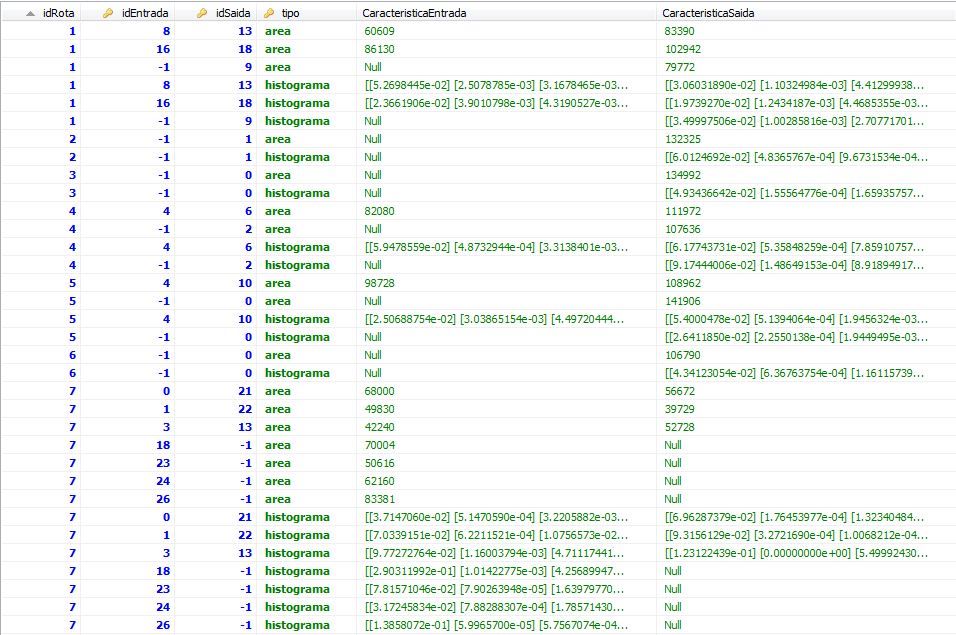 idRota idEntrada idSaida tipo CaracteristicaEntrada CaracteristicaSaida
1 8 13 area 60609 83390
1 16 18 area 86130 102942
1 -1 9 area Null 79772
1 8 13 histograma [[5.2698445e-02] [2.5078785e-03] [3.1678465e-03... [[3.06031890e-02] [1.10324984e-03] [4.41299938...
1 16 18 histograma [[2.3661906e-02] [3.9010798e-03] [4.3190527e-03... [[1.9739270e-02] [1.2434187e-03] [4.4685355e-03...
1 -1 9 histograma Null [[3.49997506e-02] [1.00285816e-03] [2.70771701...
2 -1 1 area Null 132325
2 -1 1 histograma Null [[6.0124692e-02] [4.8365767e-04] [9.6731534e-04...
3 -1 0 area Null 134992
3 -1 0 histograma Null [[4.93436642e-02] [1.55564776e-04] [1.65935757...
4 4 6 area 82080 111972
4 -1 2 area Null 107636
4 4 6 histograma [[5.9478559e-02] [4.8732944e-04] [3.3138401e-03... [[6.17743731e-02] [5.35848259e-04] [7.85910757...
4 -1 2 histograma Null [[9.17444006e-02] [1.48649153e-04] [8.91894917...
5 4 10 area 98728 108962
5 -1 0 area Null 141906
5 4 10 histograma [[2.50688754e-02] [3.03865154e-03] [4.49720444... [[5.4000478e-02] [5.1394064e-04] [1.9456324e-03...
5 -1 0 histograma Null [[2.6411850e-02] [2.2550138e-04] [1.9449495e-03...
6 -1 0 area Null 106790
6 -1 0 histograma Null [[4.34123054e-02] [6.36763754e-04] [1.16115739...
7 0 21 area 68000 56672
7 1 22 area 49830 39729
7 3 13 area 42240 52728
7 18 -1 area 70004 Null
7 23 -1 area 50616 Null
7 24 -1 area 62160 Null
7 26 -1 area 83381 Null
7 0 21 histograma [[3.7147060e-02] [5.1470590e-04] [3.2205882e-03... [[6.96287379e-02] [1.76453977e-04] [1.32340484...
7 1 22 histograma [[7.0339151e-02] [6.2211521e-04] [1.0756573e-02... [[9.3156129e-02] [3.2721690e-04] [1.0068212e-04...
7 3 13 histograma [[9.77272764e-02] [1.16003794e-03] [4.71117441... [[1.23122439e-01] [0.00000000e+00] [5.49992430...
7 18 -1 histograma [[2.90311992e-01] [1.01422775e-03] [4.25689947... Null
7 23 -1 histograma [[7.81571046e-02] [7.90263948e-05] [1.63979770... Null
7 24 -1 histograma [[3.17245834e-02] [7.88288307e-04] [1.78571430... Null
7 26 -1 histograma [[1.3858072e-01] [5.9965700e-05] [5.7567074e-04... Null